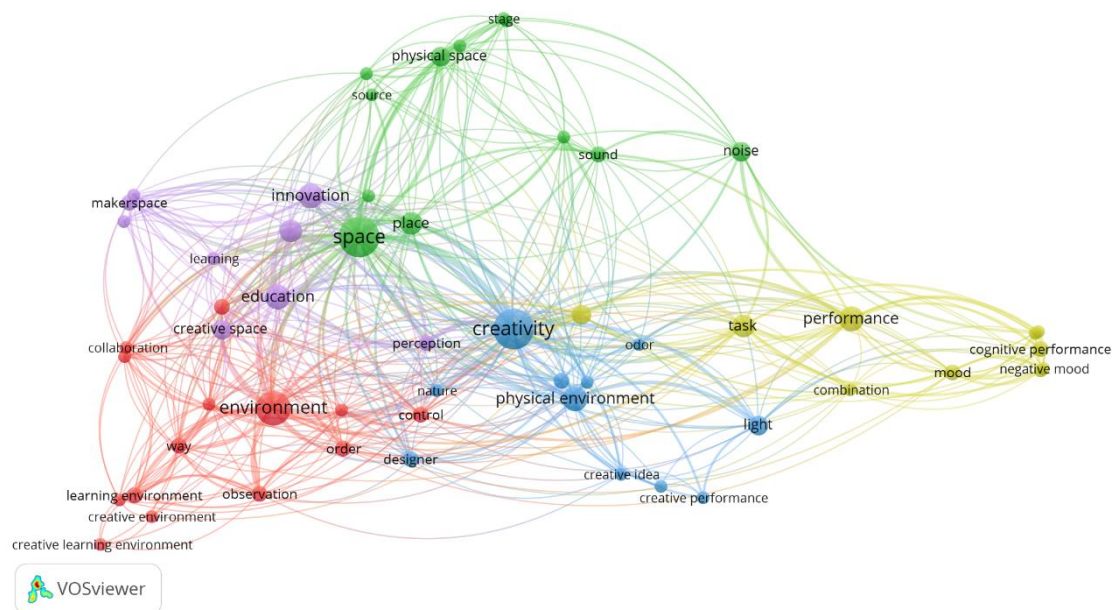 stage
physical space
source
sound
noise
innovation
makerspace
place
space
learning
education
creative space
creativity
task
performance
collaboration
perception
odor
cognitive performance
negative mood
mood
nature
combination
physical environment
environment
control
light
way
order
designer
creative idea
learning environment
observation
creative performance
creative environment
creative learning environment
VOSviewer